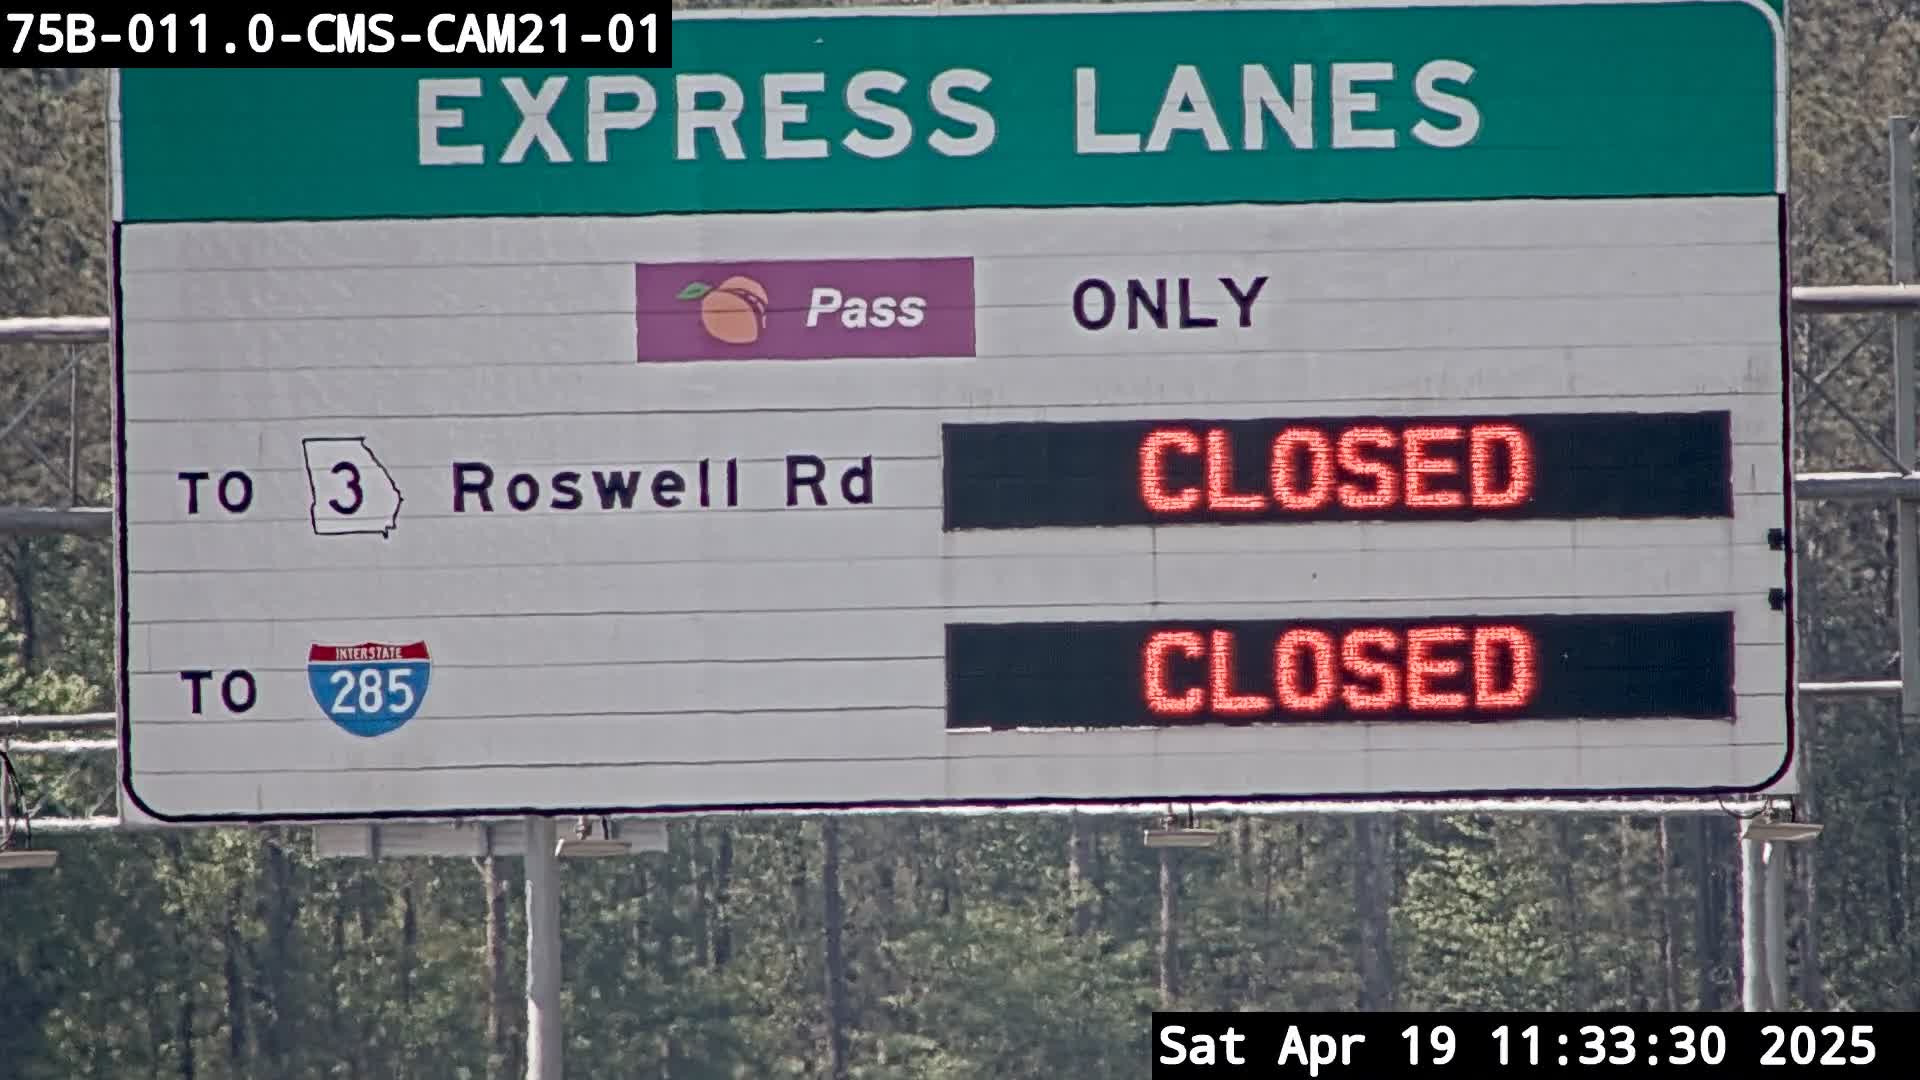 75B-011.0-CMS-CAM21-01
EXPRESS LANES
Pass ONLY
TO 3 Roswell Rd CLOSED
TO INTERSTATE 285 CLOSED
Sat Apr 19 11:33:30 2025